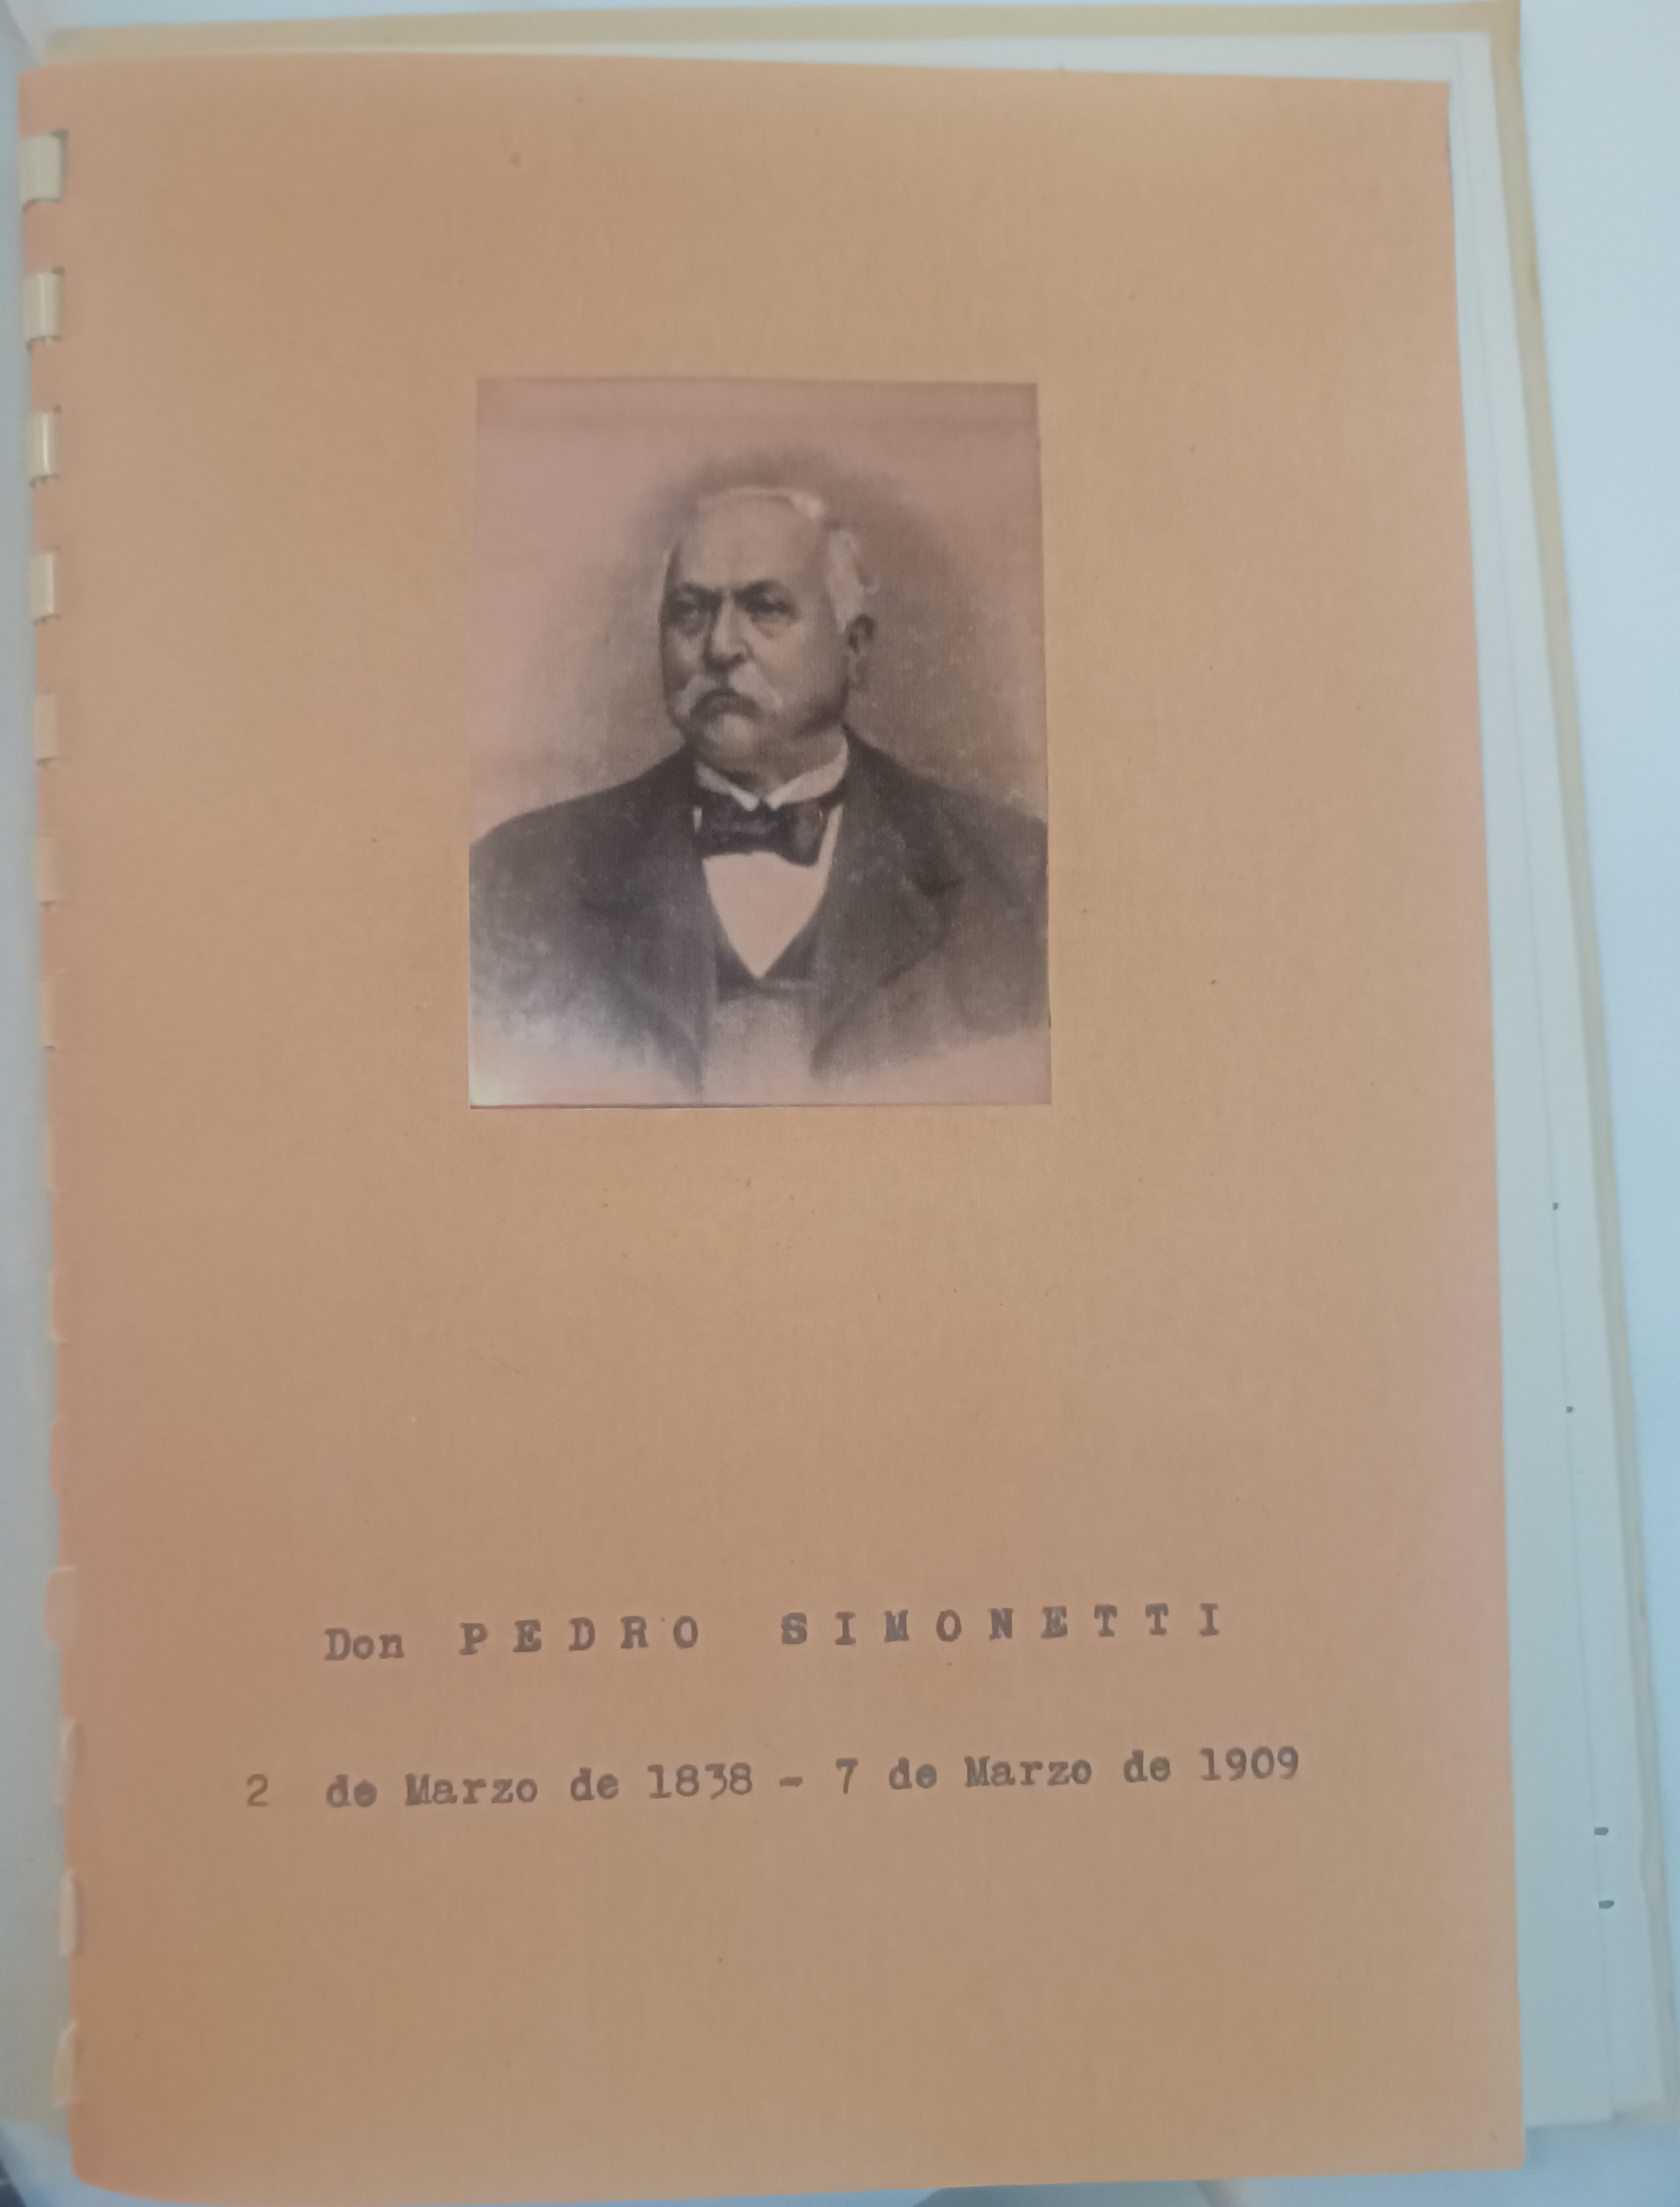 Don PEDRO SIMONETTI
2 de Marzo de 1838 - 7 de Marzo de 1909